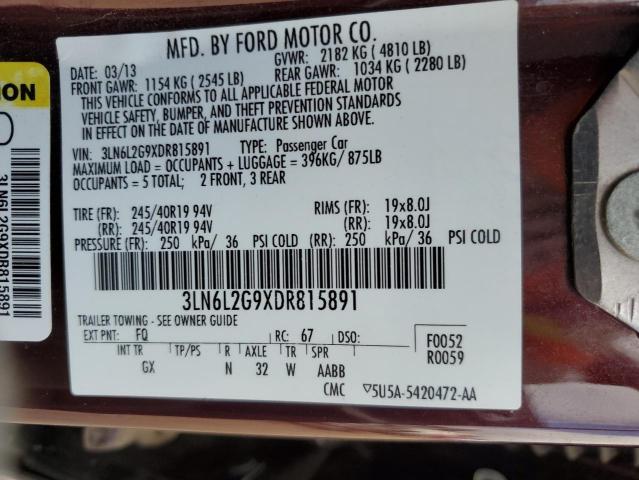 MFD. BY FORD MOTOR CO.
DATE: 03/13 GVWR: 2182 KG ( 4810 LB)
FRONT GAWR: 1154 KG ( 2545 LB) REAR GAWR: 1034 KG ( 2280 LB)
THIS VEHICLE CONFORMS TO ALL APPLICABLE FEDERAL MOTOR
VEHICLE SAFETY, BUMPER, AND THEFT PREVENTION STANDARDS
IN EFFECT ON THE DATE OF MANUFACTURE SHOWN ABOVE.
VIN: 3LN6L2G9XDR815891 TYPE: Passenger Car
MAXIMUM LOAD = OCCUPANTS + LUGGAGE = 396KG/ 875LB
OCCUPANTS = 5 TOTAL; 2 FRONT, 3 REAR
TIRE (FR): 245/40R19 94V RIMS (FR): 19x8.0J
(RR): 245/40R19 94V (RR): 19x8.0J
PRESSURE (FR): 250 kPa/ 36 PSI COLD (RR): 250 kPa/ 36 PSI COLD
3LN6L2G9XDR815891
TRAILER TOWING - SEE OWNER GUIDE
EXT PNT: FQ RC: 67 DSO:
INT TR TP/PS R AXLE TR SPR
GX N 32 W AABB
F0052
R0059
CMC ▽5U5A-5420472-AA
3LN6L2G9XDR815891